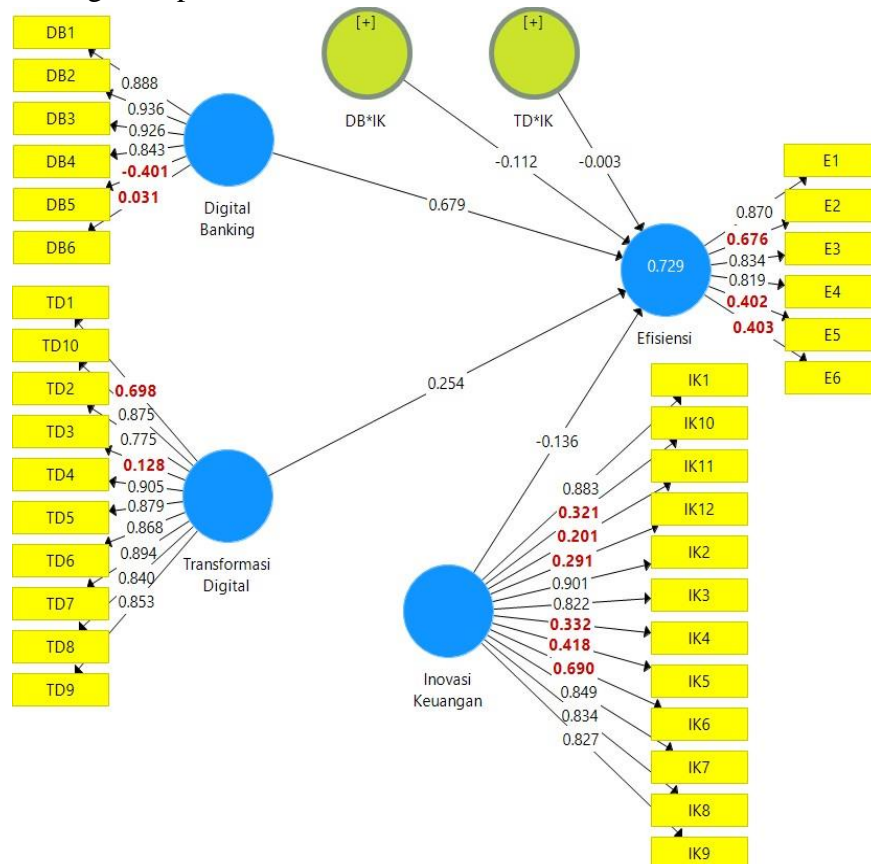 DB1
DB2
DB3
DB4
DB5
DB6
0.888
0.936
0.926
0.843
-0.401
0.031
Digital
Banking
[+]
DB*IK
[+]
TD*IK
-0.112
-0.003
0.679
0.254
-0.136
0.729
Efisiensi
0.870
0.676
0.834
0.819
0.402
0.403
E1
E2
E3
E4
E5
E6
TD1
TD10
TD2
TD3
TD4
TD5
TD6
TD7
TD8
TD9
0.698
0.875
0.775
0.128
0.905
0.879
0.868
0.894
0.840
0.853
Transformasi
Digital
Inovasi
Keuangan
0.883
0.321
0.201
0.291
0.901
0.822
0.332
0.418
0.690
0.849
0.834
0.827
IK1
IK10
IK11
IK12
IK2
IK3
IK4
IK5
IK6
IK7
IK8
IK9